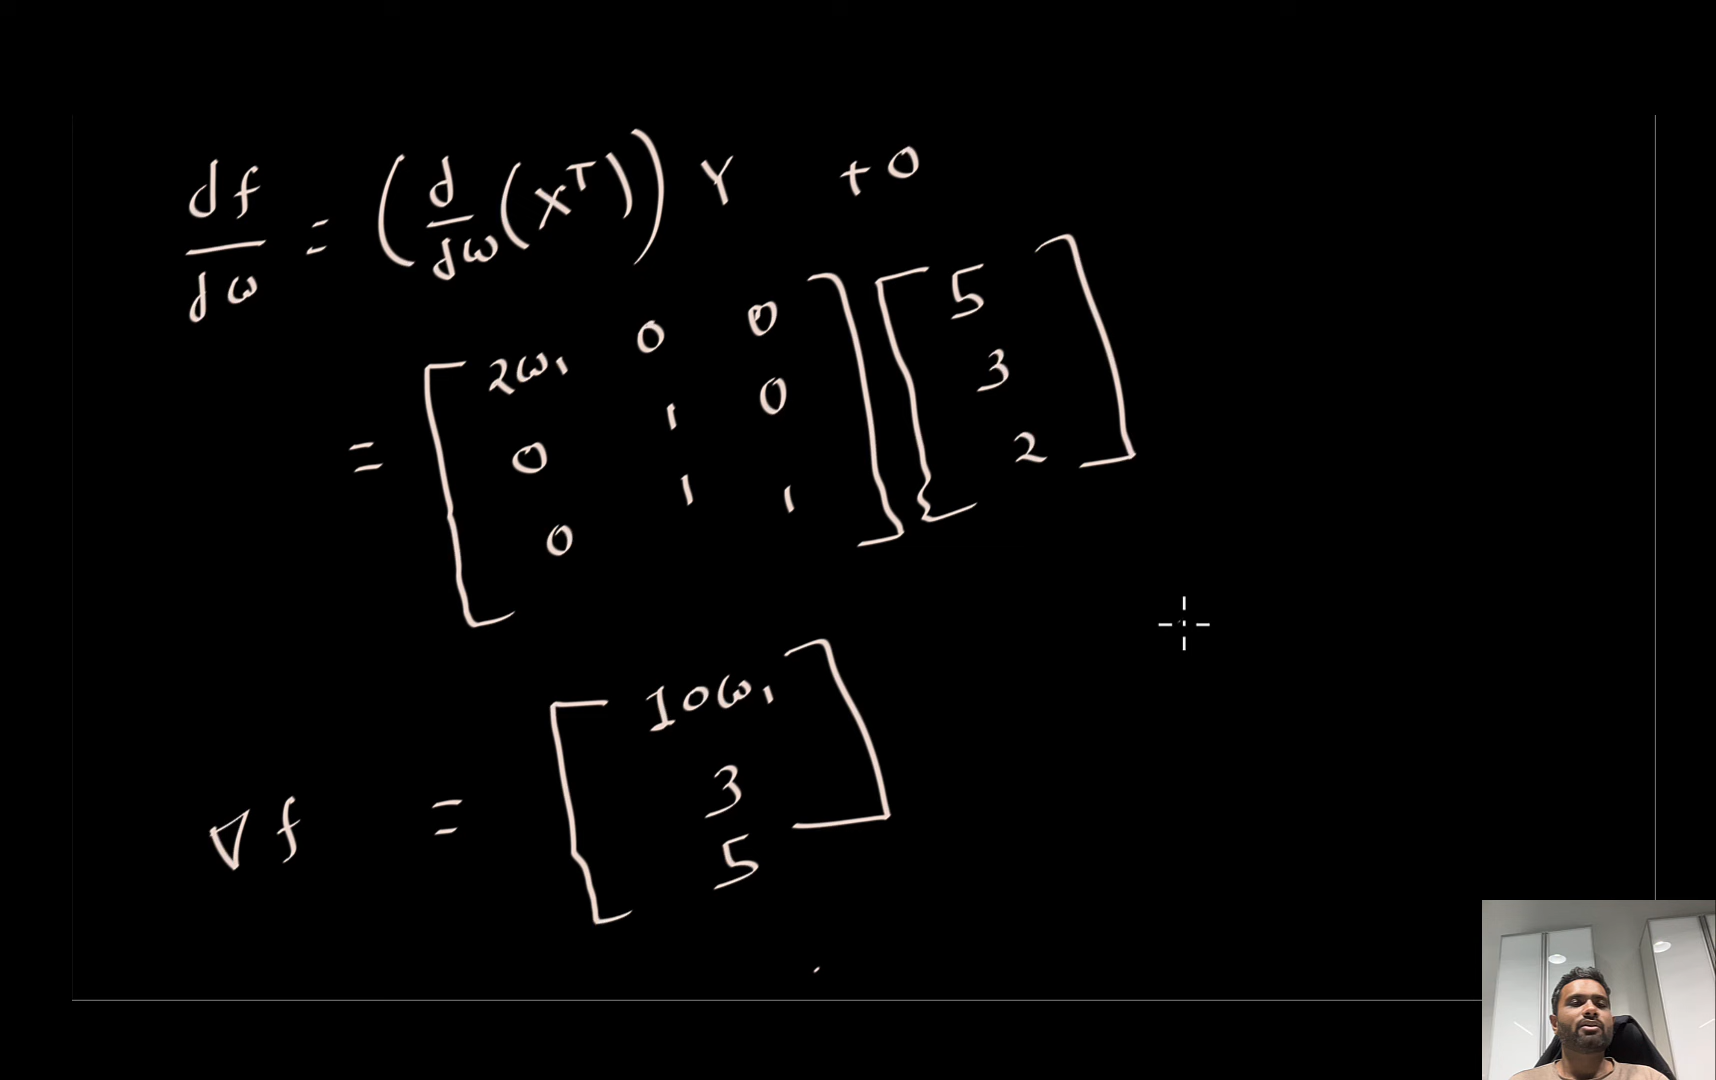 df/dω = (d/dω (X^T)) Y + 0
= [ 2ω₁ 0 0 ] [ 5 ]
[ 0 1 0 ] [ 3 ]
[ 0 1 1 ] [ 2 ]
∇f = [ 10ω₁ ]
[ 3 ]
[ 5 ]